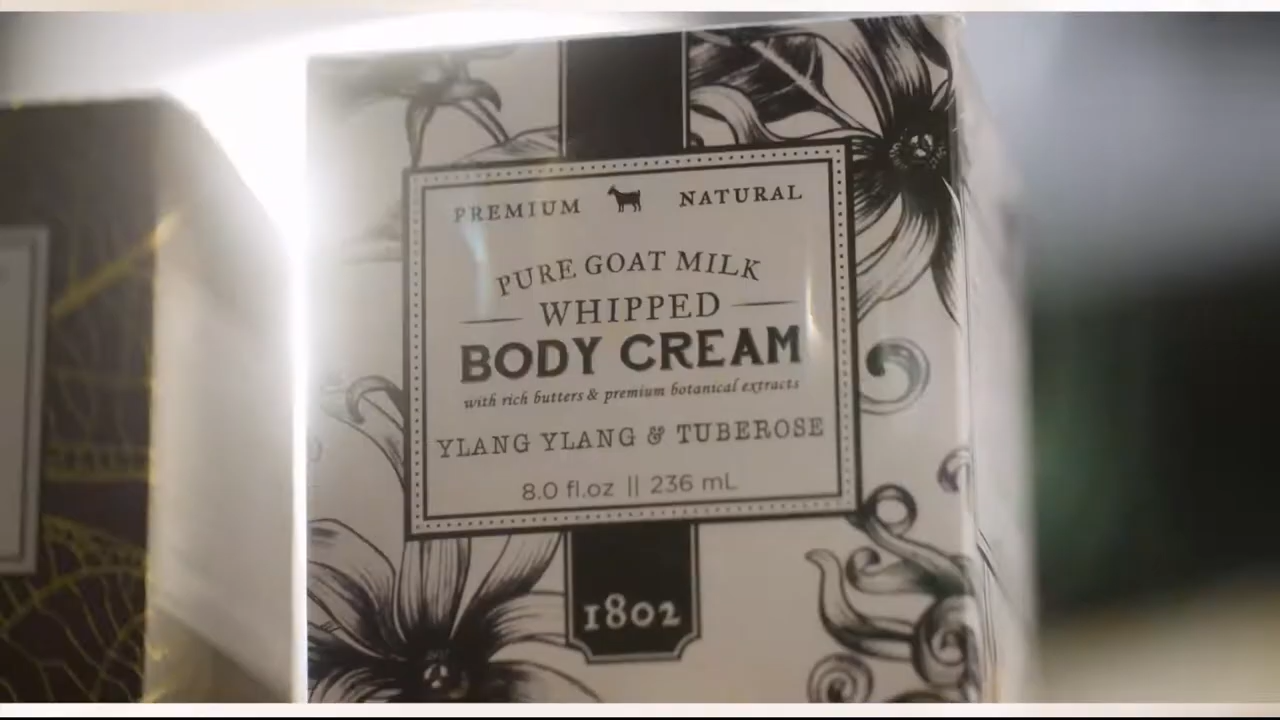 PREMIUM NATURAL
PURE GOAT MILK
WHIPPED
BODY CREAM
with rich butters & premium botanical extracts
YLANG YLANG & TUBEROSE
8.0 fl.oz || 236 mL
1802